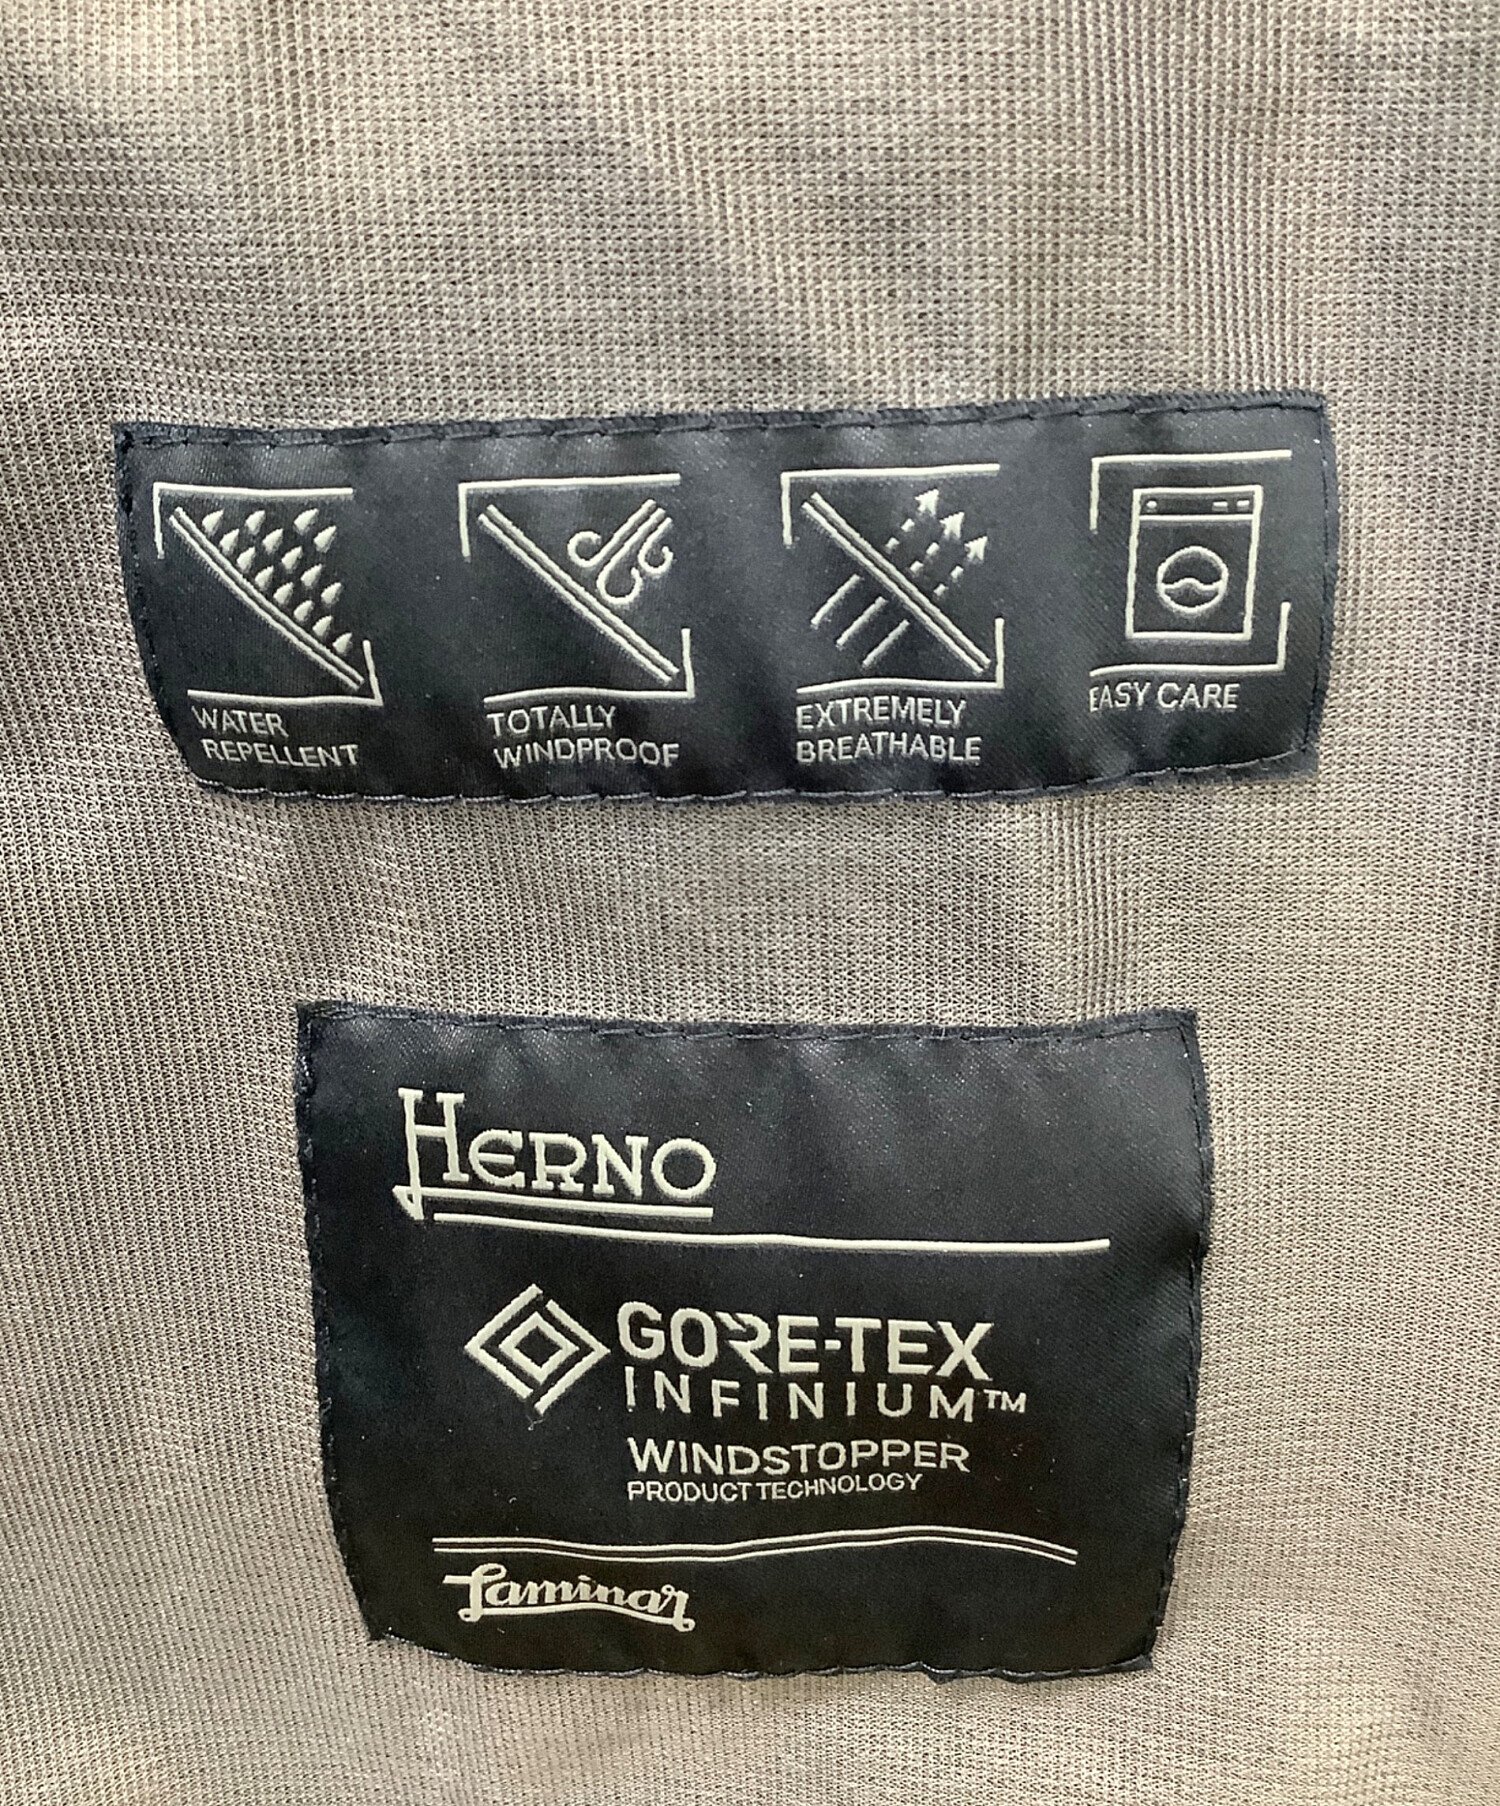 WATER
REPELLENT
TOTALLY
WINDPROOF
EXTREMELY
BREATHABLE
EASY CARE
HERNO
GORE-TEX
INFINIUM™
WINDSTOPPER
PRODUCT TECHNOLOGY
Laminar